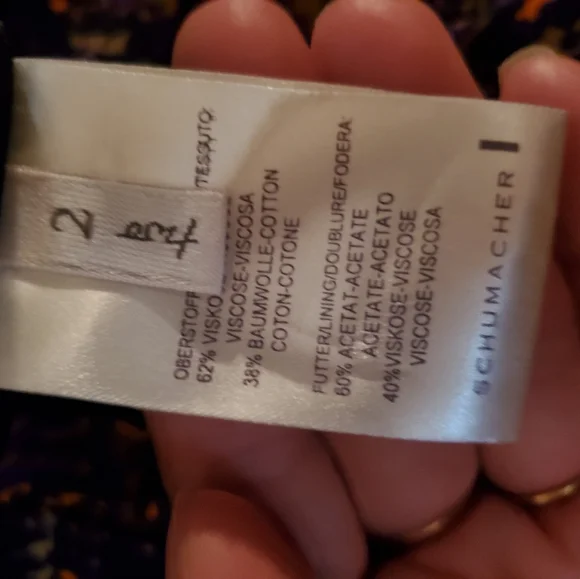 SCHUMACHER
OBERSTOFF TESSUTO:
62% VISKO
VISCOSE-VISCOSA
38% BAUMWOLLE-COTTON
COTON-COTONE
FUTTER/LINING/DOUBLURE/FODERA:
60% ACETAT-ACETATE
ACETATE-ACETATO
40%VISKOSE-VISCOSE
VISCOSE-VISCOSA
2